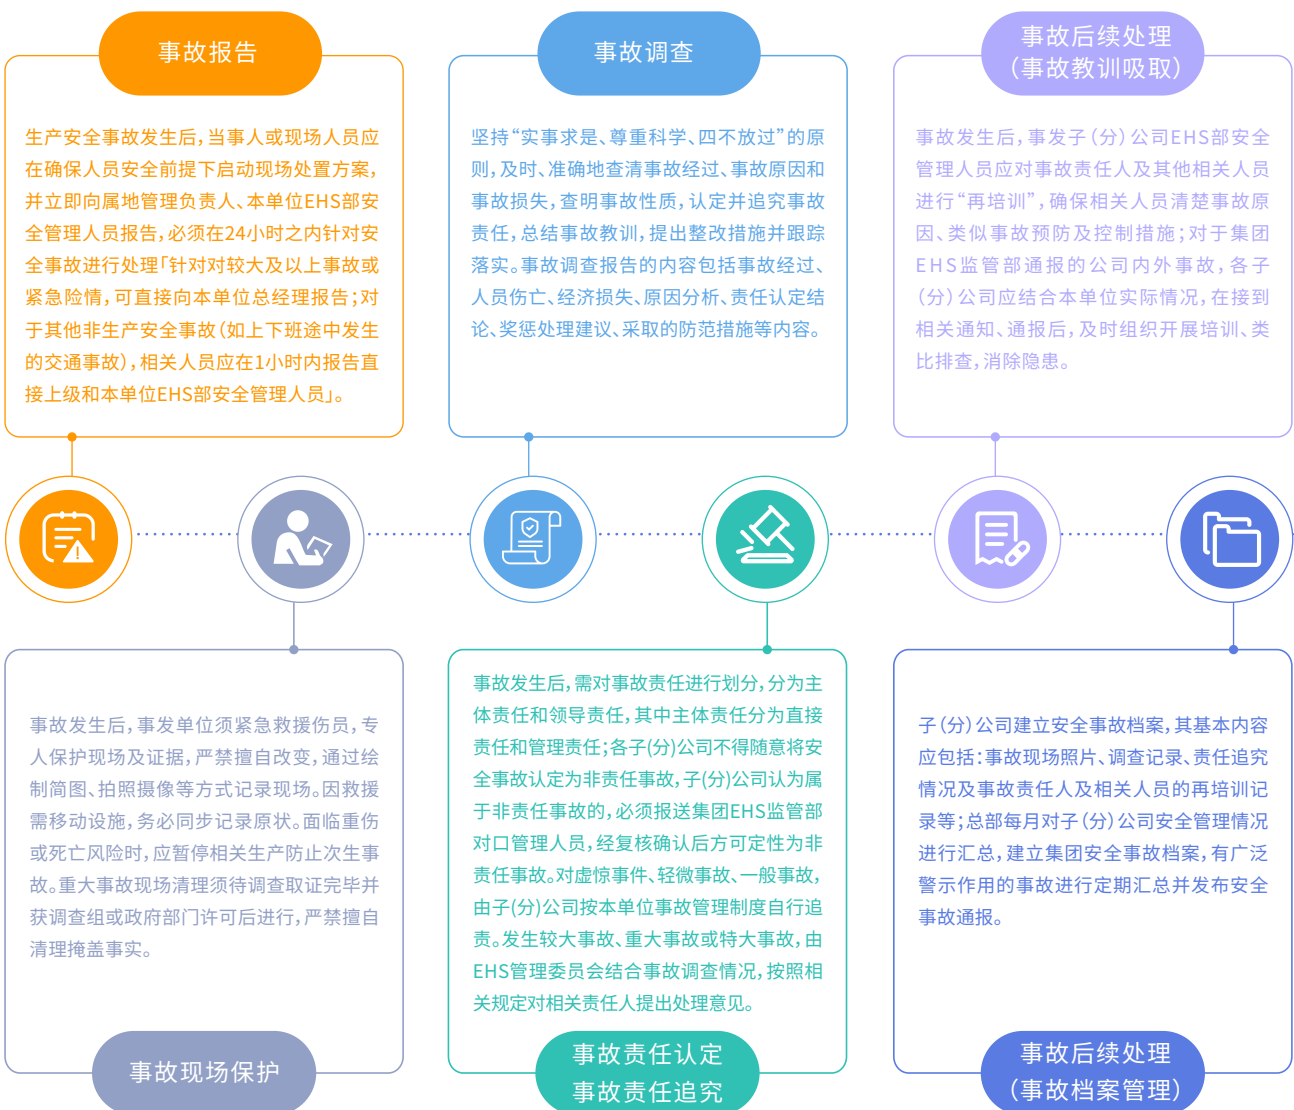 事故报告
生产安全事故发生后，当事人或现场人员应
在确保人员安全前提下启动现场处置方案，
并立即向属地管理负责人、本单位EHS部安
全管理人员报告，必须在24小时之内针对安
全事故进行处理「针对对较大及以上事故或
紧急险情，可直接向本单位总经理报告；对
于其他非生产安全事故（如上下班途中发生
的交通事故），相关人员应在1小时内报告直
接上级和本单位EHS部安全管理人员」。
事故调查
坚持“实事求是、尊重科学、四不放过”的原
则，及时、准确地查清事故经过、事故原因和
事故损失，查明事故性质，认定并追究事故
责任，总结事故教训，提出整改措施并跟踪
落实。事故调查报告的内容包括事故经过、
人员伤亡、经济损失、原因分析、责任认定结
论、奖惩处理建议、采取的防范措施等内容。
事故后续处理
（事故教训吸取）
事故发生后，事发子（分）公司EHS部安全
管理人员应对事故责任人及其他相关人员
进行“再培训”，确保相关人员清楚事故原
因、类似事故预防及控制措施；对于集团
EHS监管部通报的公司内外事故，各子
（分）公司应结合本单位实际情况，在接到
相关通知、通报后，及时组织开展培训、类
比排查，消除隐患。
事故发生后，事发单位须紧急救援伤员，专
人保护现场及证据，严禁擅自改变，通过绘
制简图、拍照摄像等方式记录现场。因救援
需移动设施，务必同步记录原状。面临重伤
或死亡风险时，应暂停相关生产防止次生事
故。重大事故现场清理须待调查取证完毕并
获调查组或政府部门许可后进行，严禁擅自
清理掩盖事实。
事故现场保护
事故发生后，需对事故责任进行划分，分为主
体责任和领导责任，其中主体责任分为直接
责任和管理责任；各子(分)公司不得随意将安
全事故认定为非责任事故，子(分)公司认为属
于非责任事故的，必须报送集团EHS监管部
对口管理人员，经复核确认后方可定性为非
责任事故。对虚惊事件、轻微事故、一般事故，
由子(分)公司按本单位事故管理制度自行追
责。发生较大事故、重大事故或特大事故，由
EHS管理委员会结合事故调查情况，按照相
关规定对相关责任人提出处理意见。
事故责任认定
事故责任追究
子（分）公司建立安全事故档案，其基本内容
应包括：事故现场照片、调查记录、责任追究
情况及事故责任人及相关人员的再培训记
录等；总部每月对子（分）公司安全管理情况
进行汇总，建立集团安全事故档案，有广泛
警示作用的事故进行定期汇总并发布安全
事故通报。
事故后续处理
（事故档案管理）